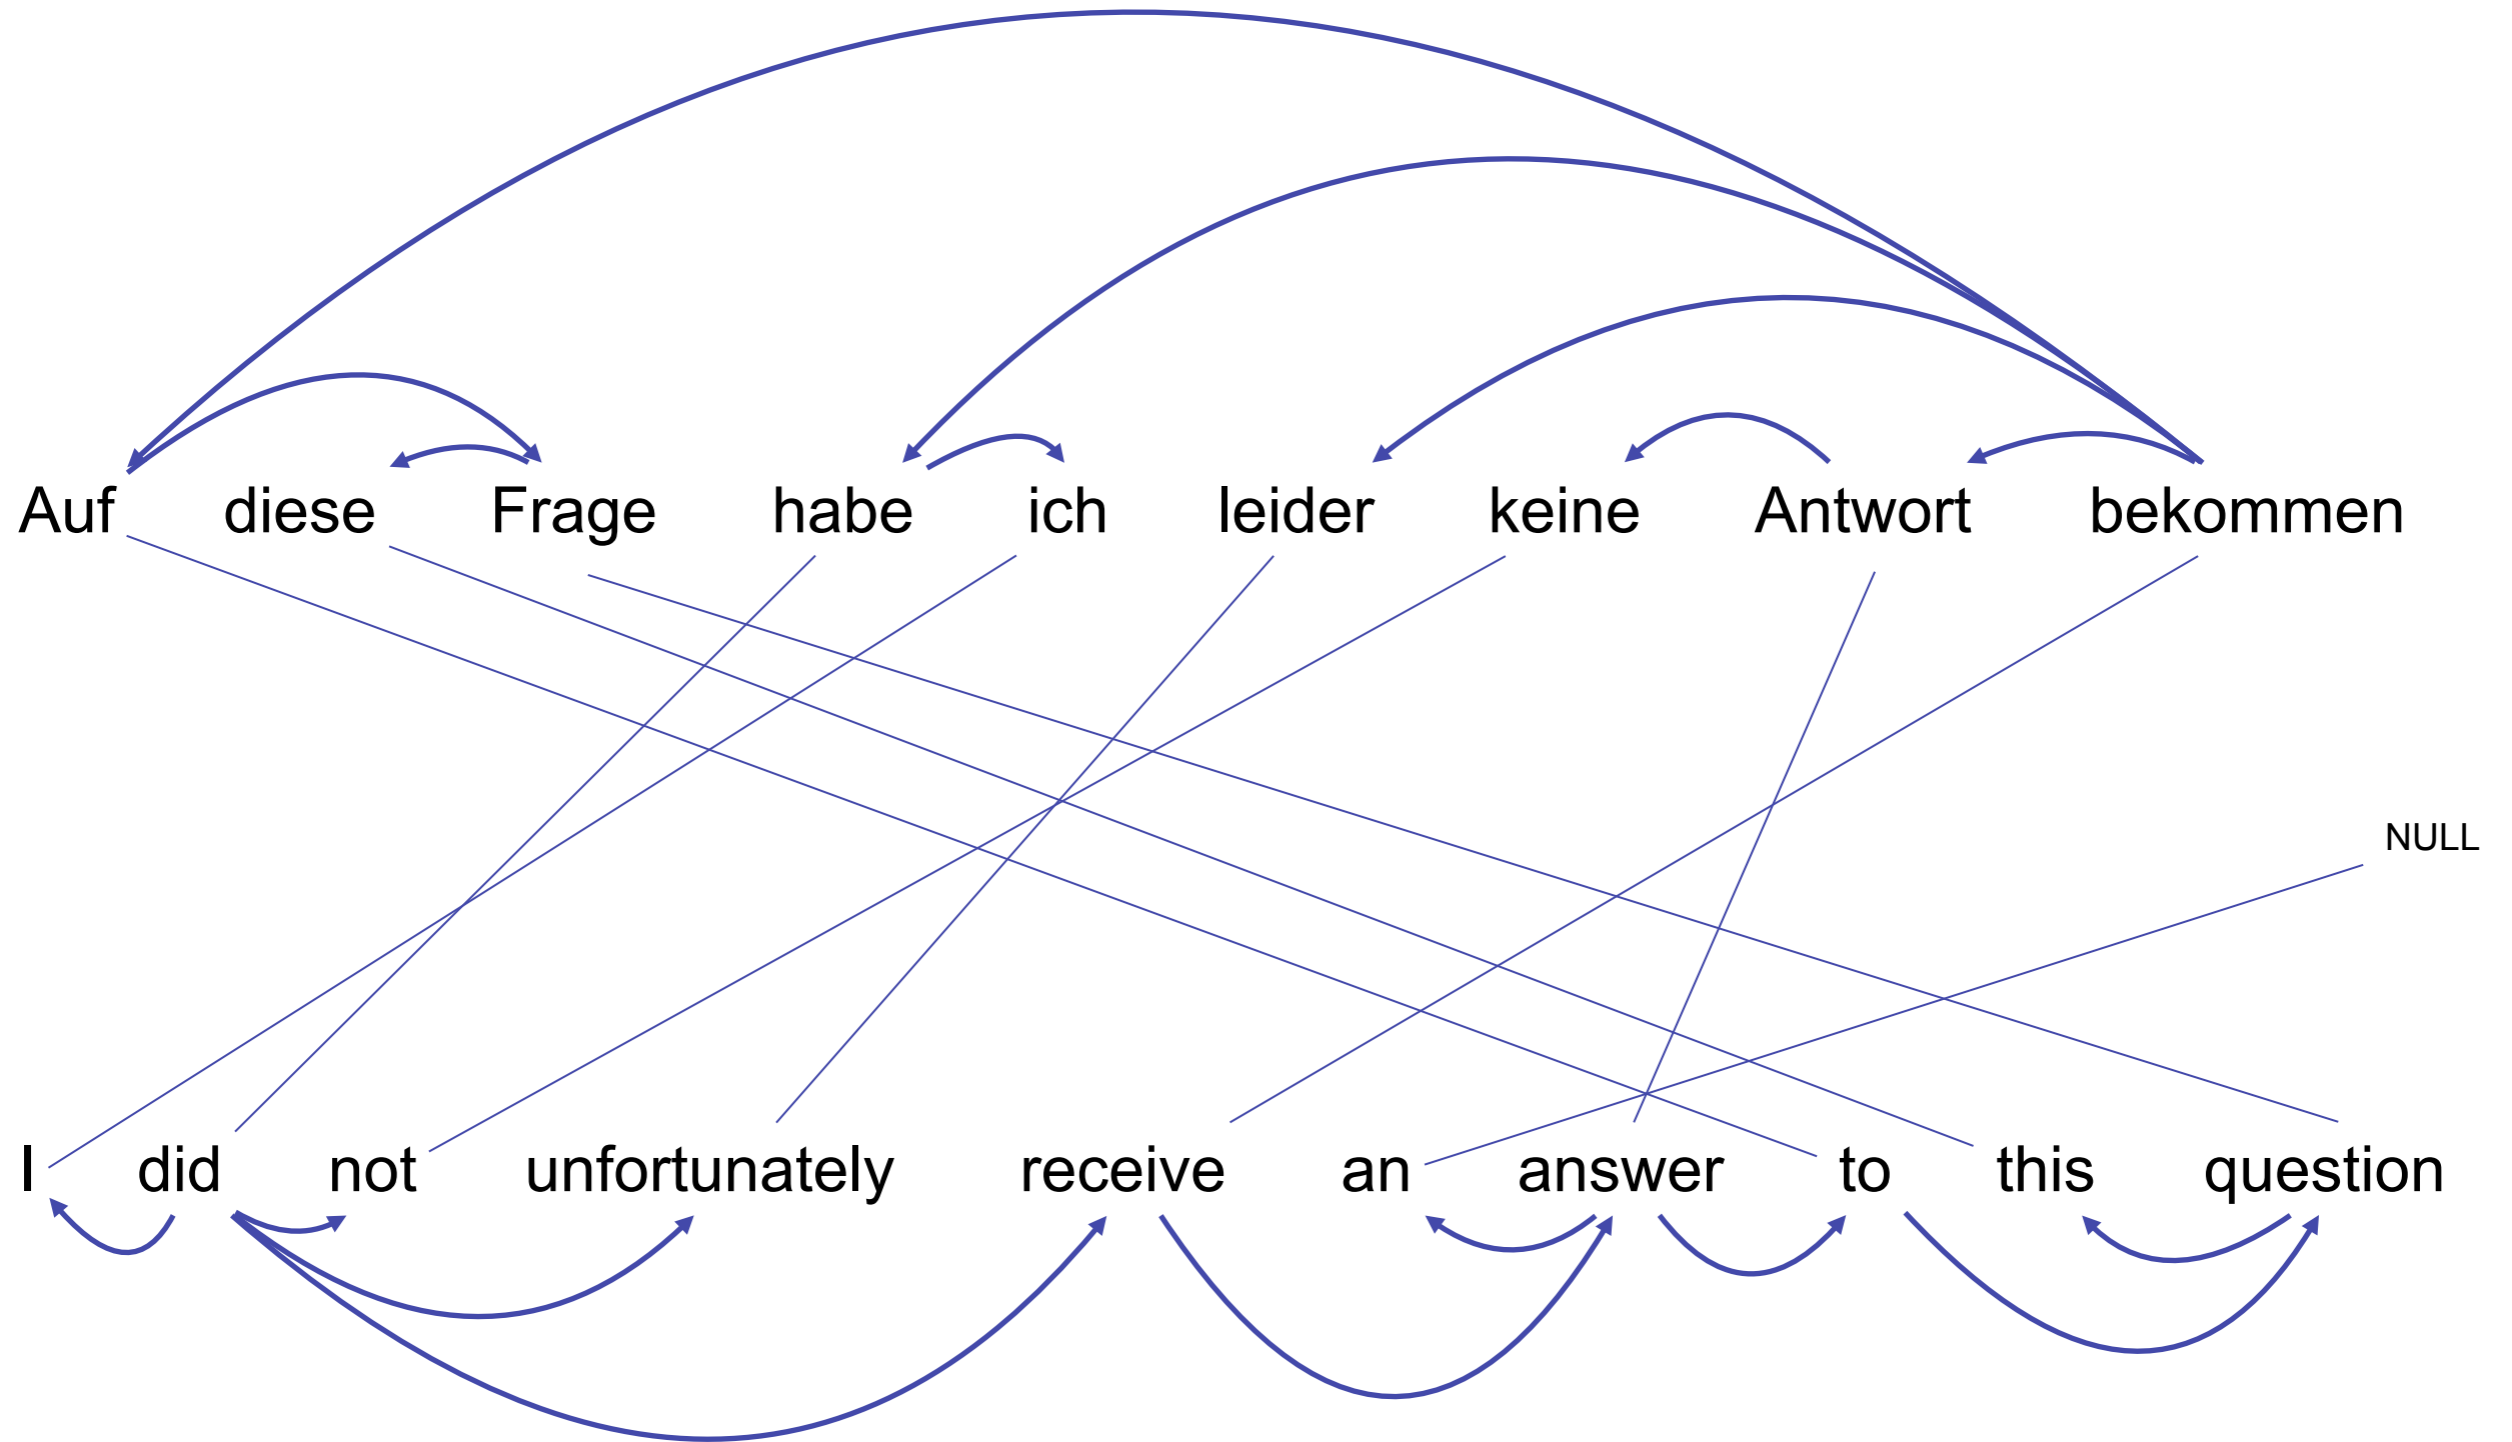 Auf diese Frage habe ich leider keine Antwort bekommen
NULL
I did not unfortunately receive an answer to this question